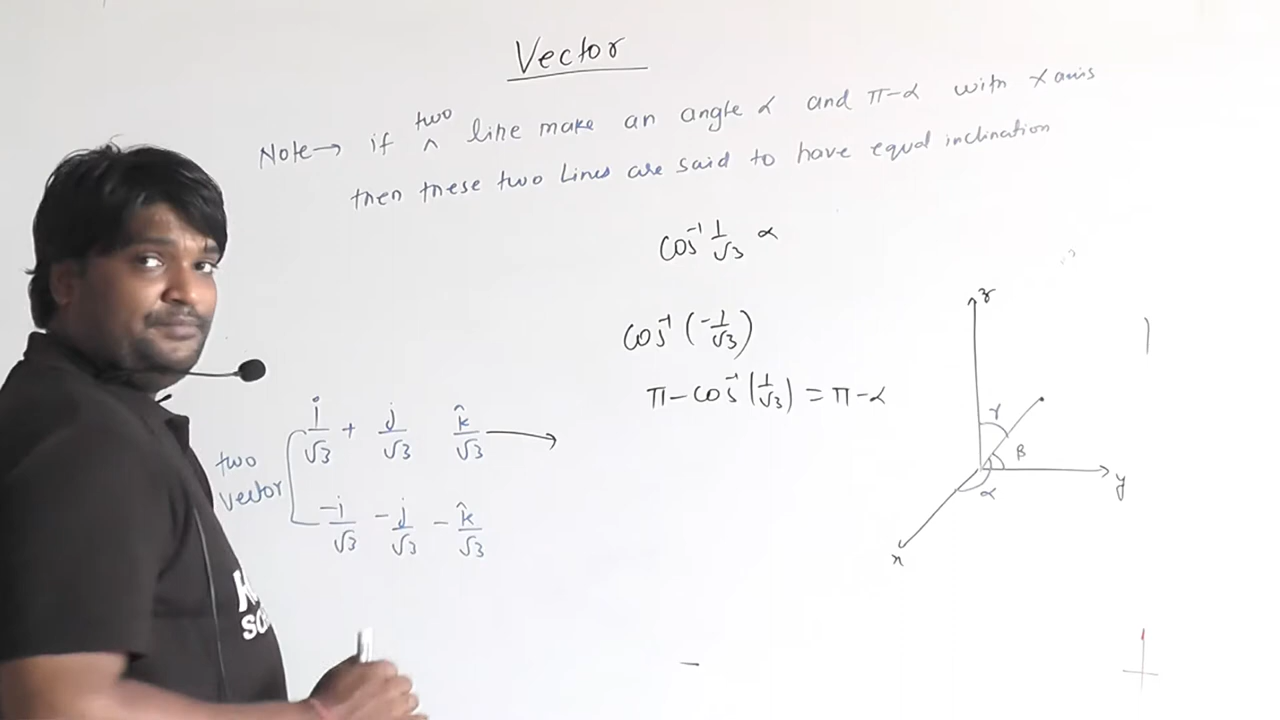 Vector
Note→ if two line make an angle α and π-α with x axis
then these two Lines are said to have equal inclination
cos⁻¹ 1/√3 α
cos⁻¹ (-1/√3)
π - cos⁻¹ (1/√3) = π-α
two vector
i/√3 + j/√3 k̂/√3 →
-i/√3 - j/√3 - k̂/√3
z
γ
β
α
y
x